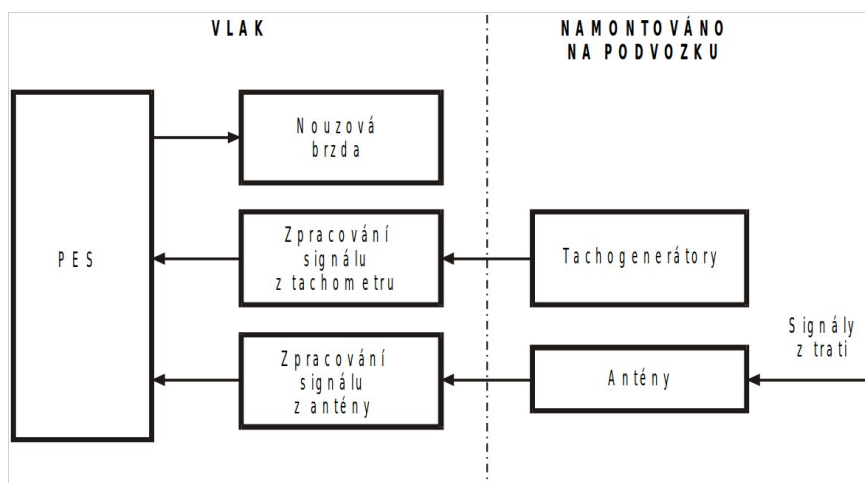 VLAK
NAMONTOVÁNO
NA PODVOZKU
Nouzová
brzda
PES
Zpracování
signálu
z tachometru
Tachogenerátory
Signály
z trati
Zpracování
signálu
z antény
Antény